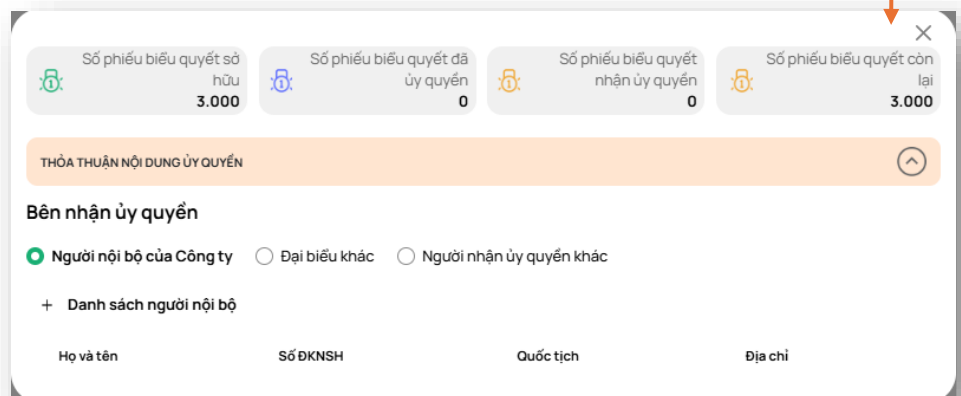 Số phiếu biểu quyết sở
hữu
3.000
Số phiếu biểu quyết đã
ủy quyền
0
Số phiếu biểu quyết
nhận ủy quyền
0
Số phiếu biểu quyết còn
lại
3.000
THỎA THUẬN NỘI DUNG ỦY QUYỀN
Bên nhận ủy quyền
Người nội bộ của Công ty Đại biểu khác Người nhận ủy quyền khác
+ Danh sách người nội bộ
Họ và tên Số ĐKNSH Quốc tịch Địa chỉ